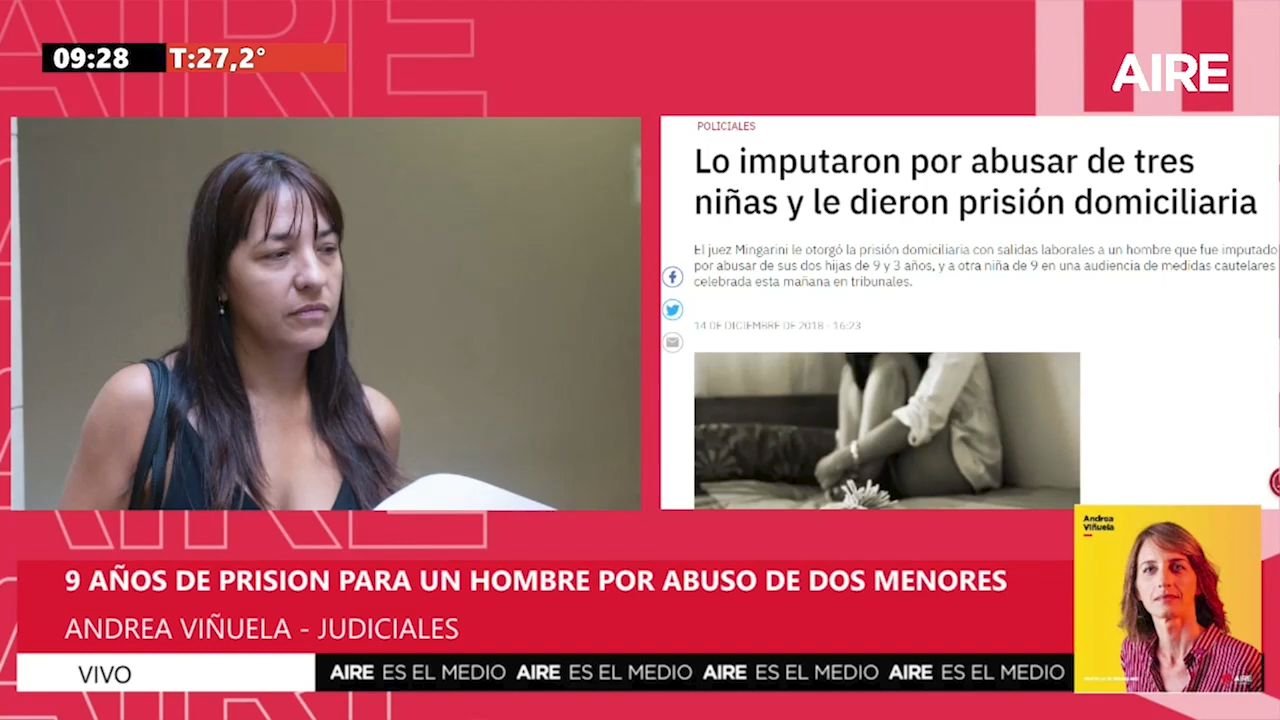 09:28 T:27,2°
AIRE
POLICIALES
Lo imputaron por abusar de tres
niñas y le dieron prisión domiciliaria
El juez Mingarini le otorgó la prisión domiciliaria con salidas laborales a un hombre que fue imputado
por abusar de sus dos hijas de 9 y 3 años, y a otra niña de 9 en una audiencia de medidas cautelares
celebrada esta mañana en tribunales.
14 DE DICIEMBRE DE 2018 - 16:23
Andrea
Viñuela
9 AÑOS DE PRISION PARA UN HOMBRE POR ABUSO DE DOS MENORES
ANDREA VIÑUELA - JUDICIALES
VIVO
AIRE ES EL MEDIO AIRE ES EL MEDIO AIRE ES EL MEDIO AIRE ES EL MEDIO
AIRE